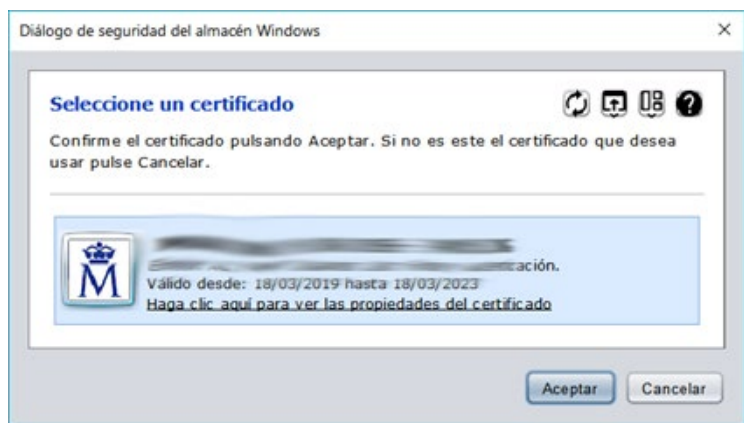 Diálogo de seguridad del almacén Windows
Seleccione un certificado
Confirme el certificado pulsando Aceptar. Si no es este el certificado que desea
usar pulse Cancelar.
M
ación.
Válido desde: 18/03/2019 hasta 18/03/2023
Haga clic aquí para ver las propiedades del certificado
Aceptar Cancelar